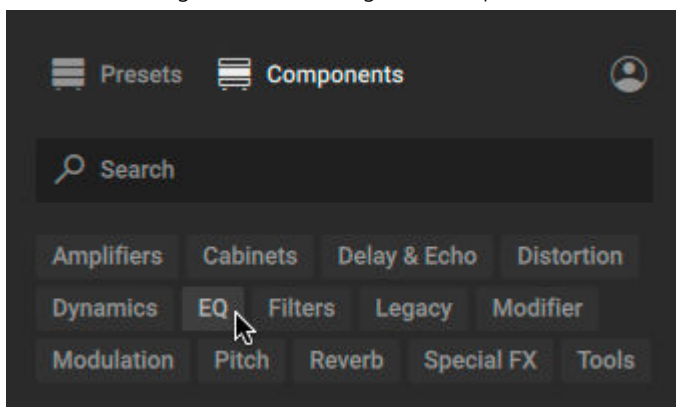 Presets Components
Search
Amplifiers Cabinets Delay & Echo Distortion
Dynamics EQ Filters Legacy Modifier
Modulation Pitch Reverb Special FX Tools